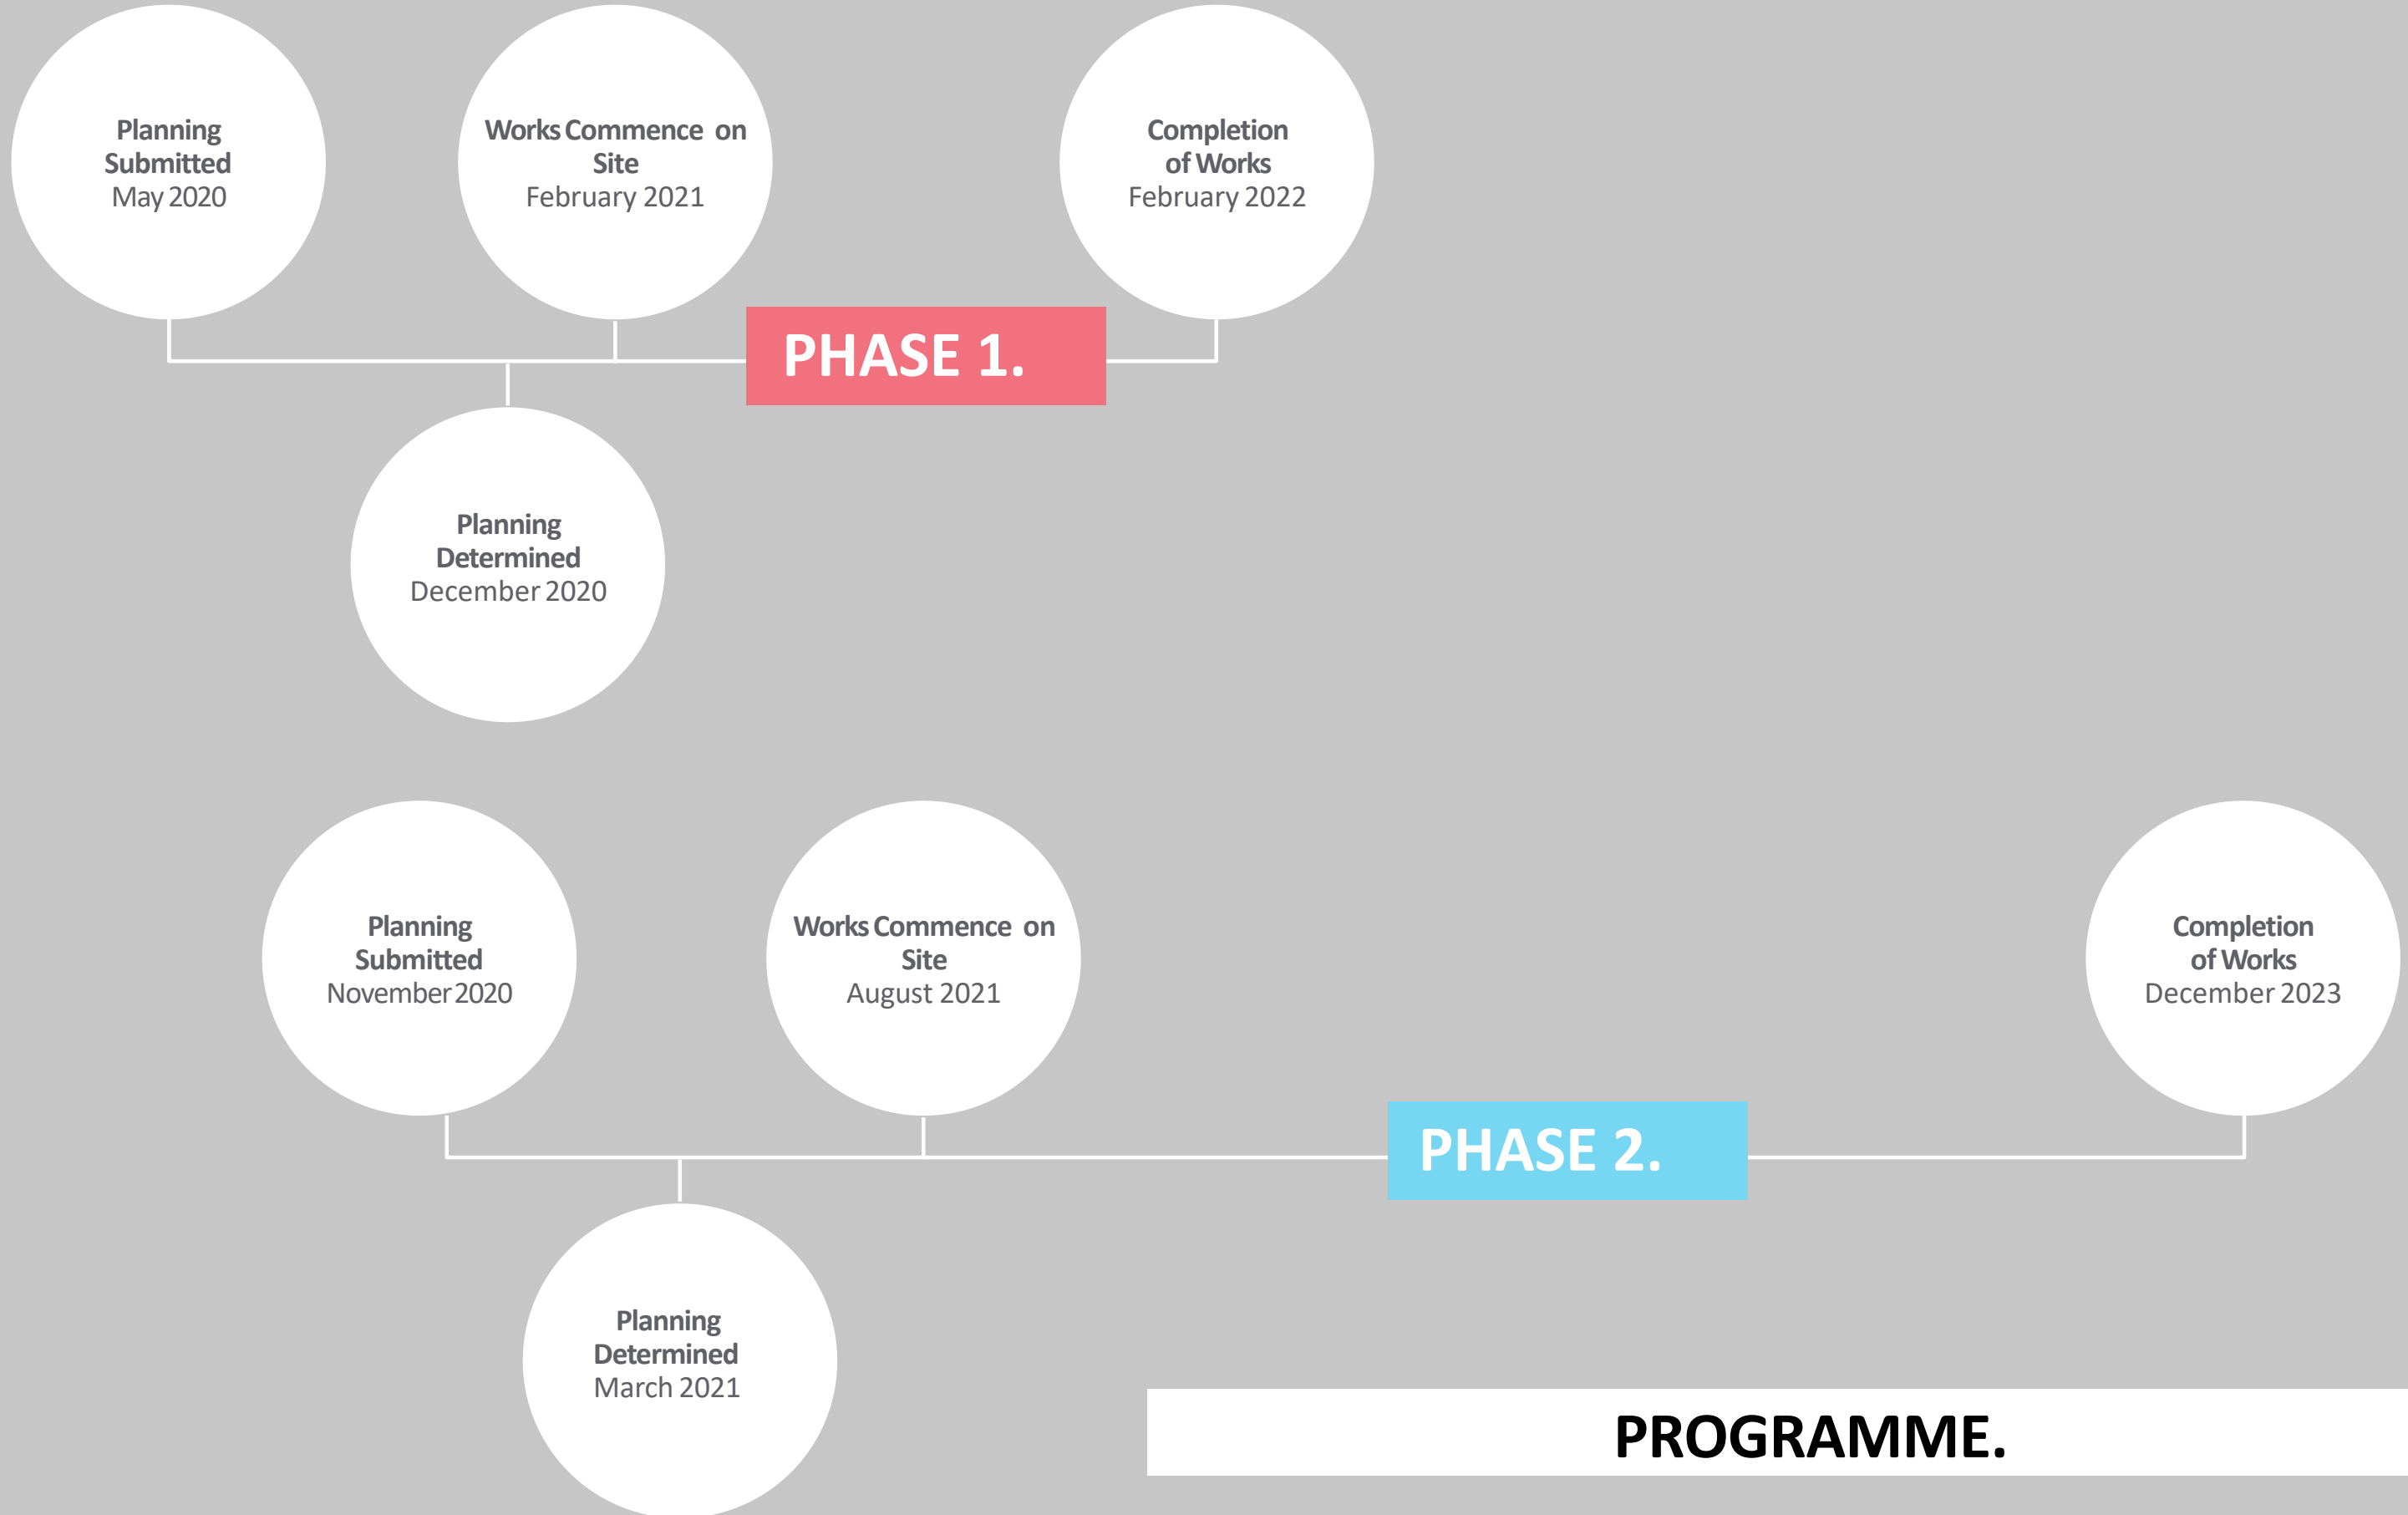 Planning
Submitted
May 2020
Works Commence on
Site
February 2021
Completion
of Works
February 2022
PHASE 1.
Planning
Determined
December 2020
Planning
Submitted
November 2020
Works Commence on
Site
August 2021
Completion
of Works
December 2023
PHASE 2.
Planning
Determined
March 2021
PROGRAMME.